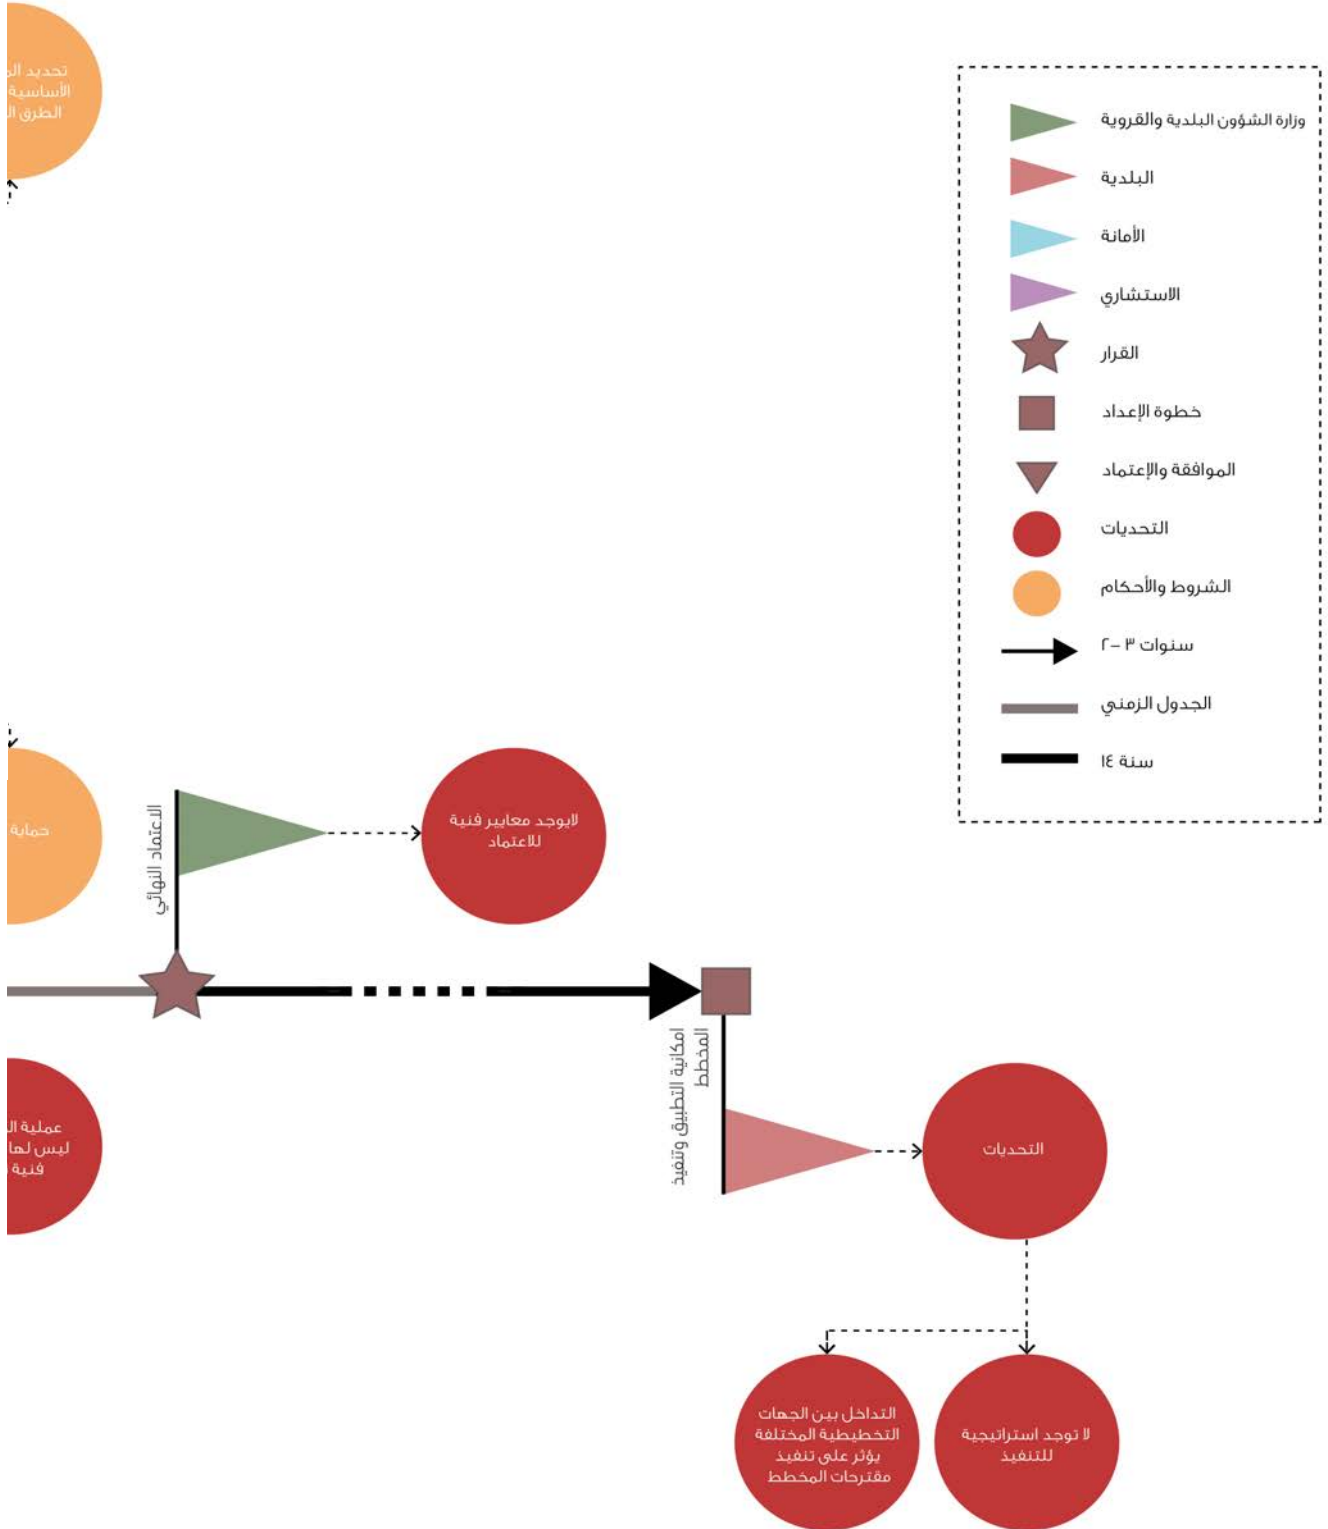 وزارة الشؤون البلدية والقروية
البلدية
الأمانة
الاستشاري
القرار
خطوة الإعداد
الموافقة والإعتماد
التحديات
الشروط والأحكام
سنوات ٣ –٢
الجدول الزمني
سنة ١٤
تحديد
الأساسية
الطرق
حماية
الاعتماد النهائي
لايوجد معايير فنية
للاعتماد
امكانية التطبيق وتنفيذ
المخطط
عملية
ليس لها
فنية
التحديات
لا توجد استراتيجية
للتنفيذ
التداخل بين الجهات
التخطيطية المختلفة
يؤثر على تنفيذ
مقترحات المخطط